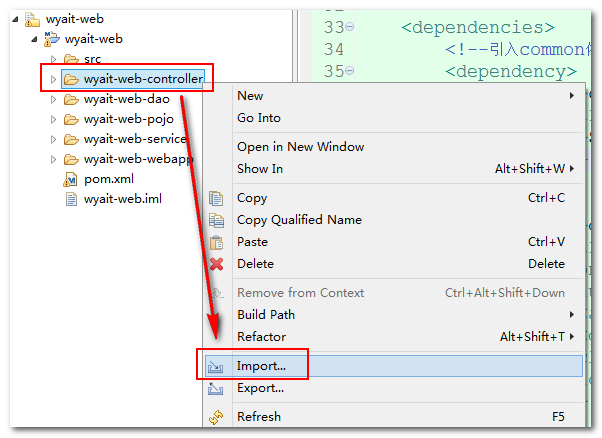 wyait-web
wyait-web
src
wyait-web-controller
wyait-web-dao
wyait-web-pojo
wyait-web-service
wyait-web-webapp
pom.xml
wyait-web.iml
33 <dependencies>
34 <!--引入common
35 <dependency>
New
Go Into
Open in New Window
Show In Alt+Shift+W
Copy Ctrl+C
Copy Qualified Name
Paste Ctrl+V
Delete Delete
Remove from Context Ctrl+Alt+Shift+Down
Build Path
Refactor Alt+Shift+T
Import...
Export...
Refresh F5